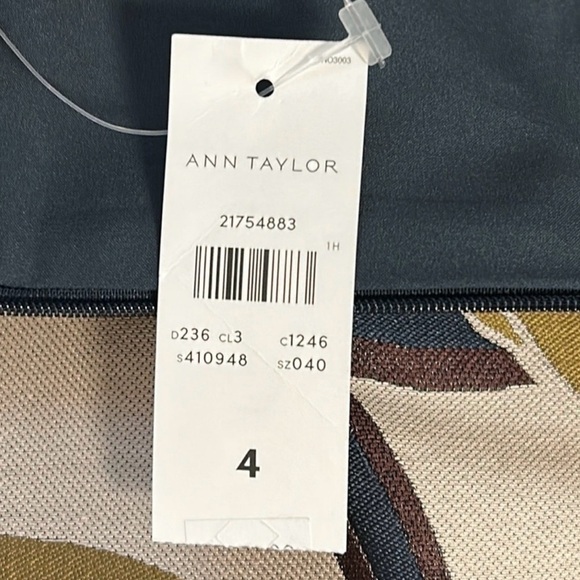 ANN TAYLOR
21754883
1H
D236 CL3 C1246
S410948 SZ040
4